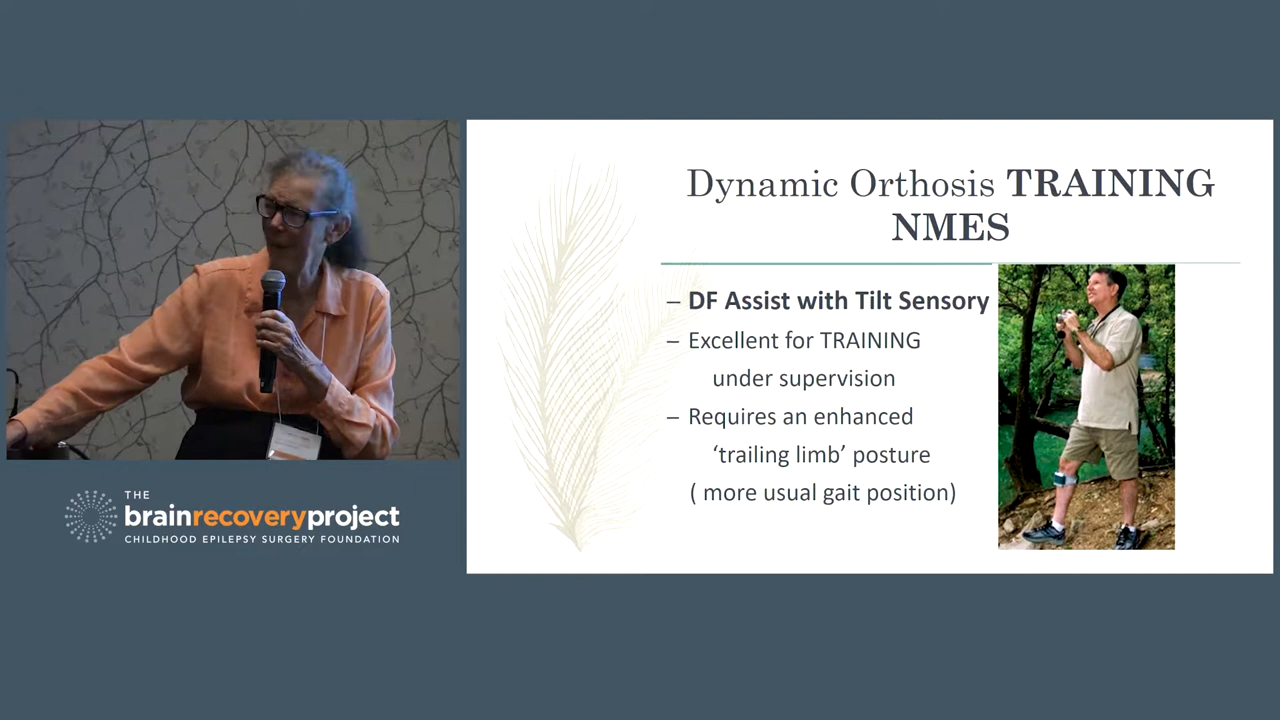 THE
brainrecoveryproject
CHILDHOOD EPILEPSY SURGERY FOUNDATION
Dynamic Orthosis TRAINING
NMES
– DF Assist with Tilt Sensory
– Excellent for TRAINING
under supervision
– Requires an enhanced
‘trailing limb’ posture
( more usual gait position)